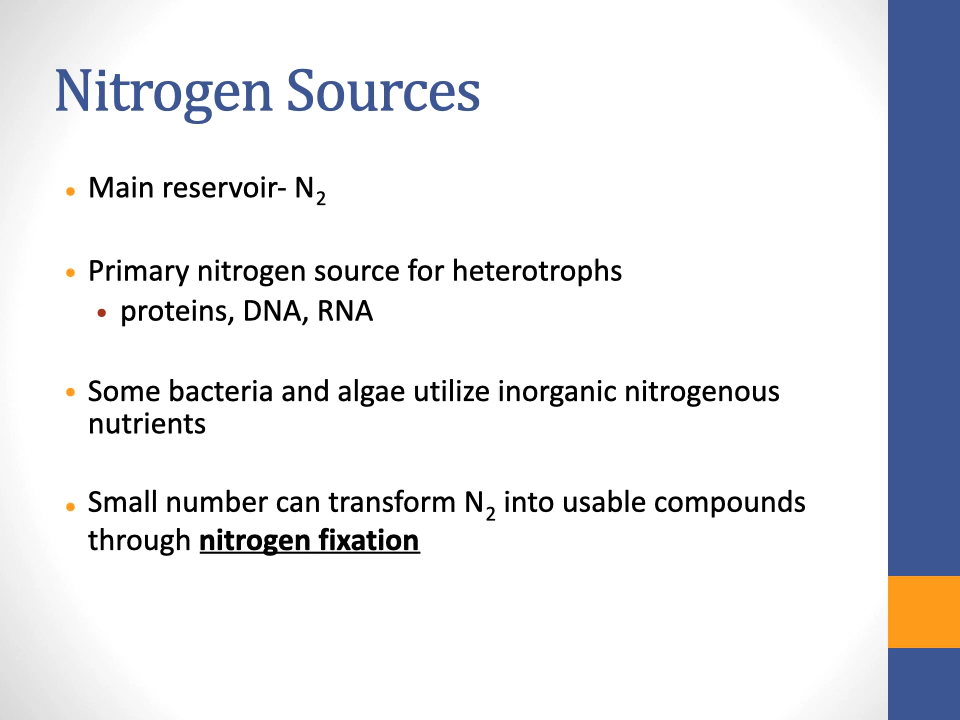 Nitrogen Sources
• Main reservoir- N₂
• Primary nitrogen source for heterotrophs
• proteins, DNA, RNA
• Some bacteria and algae utilize inorganic nitrogenous
nutrients
• Small number can transform N₂ into usable compounds
through nitrogen fixation